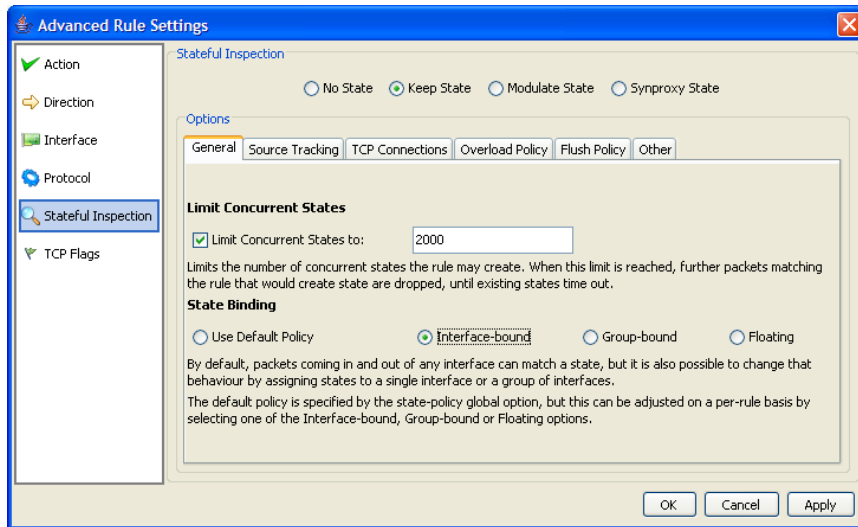 Advanced Rule Settings
Action
Direction
Interface
Protocol
Stateful Inspection
TCP Flags
Stateful Inspection
No State Keep State Modulate State Synproxy State
Options
General Source Tracking TCP Connections Overload Policy Flush Policy Other
Limit Concurrent States
Limit Concurrent States to: 2000
Limits the number of concurrent states the rule may create. When this limit is reached, further packets matching
the rule that would create state are dropped, until existing states time out.
State Binding
Use Default Policy Interface-bound Group-bound Floating
By default, packets coming in and out of any interface can match a state, but it is also possible to change that
behaviour by assigning states to a single interface or a group of interfaces.
The default policy is specified by the state-policy global option, but this can be adjusted on a per-rule basis by
selecting one of the Interface-bound, Group-bound or Floating options.
OK Cancel Apply